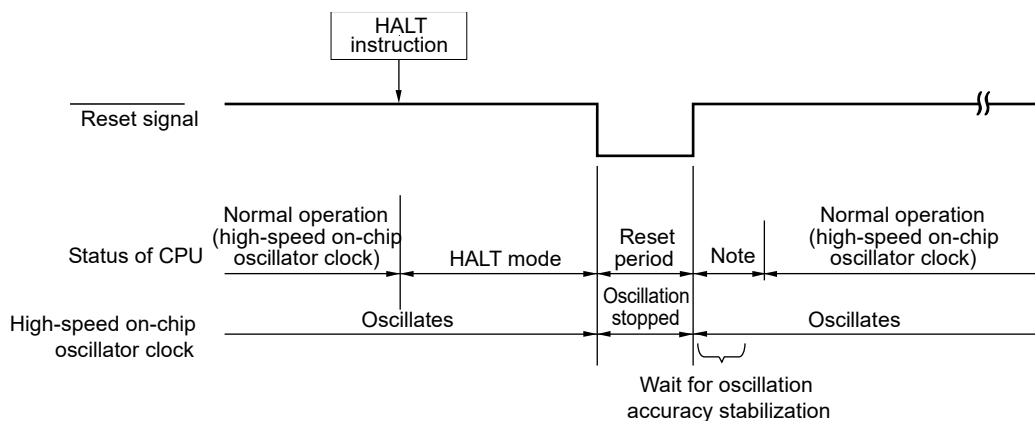 HALT
instruction
Reset signal
Normal operation
(high-speed on-chip
oscillator clock)
Status of CPU
HALT mode
Reset
period
Note
Normal operation
(high-speed on-chip
oscillator clock)
High-speed on-chip
oscillator clock
Oscillates
Oscillation
stopped
Oscillates
Wait for oscillation
accuracy stabilization